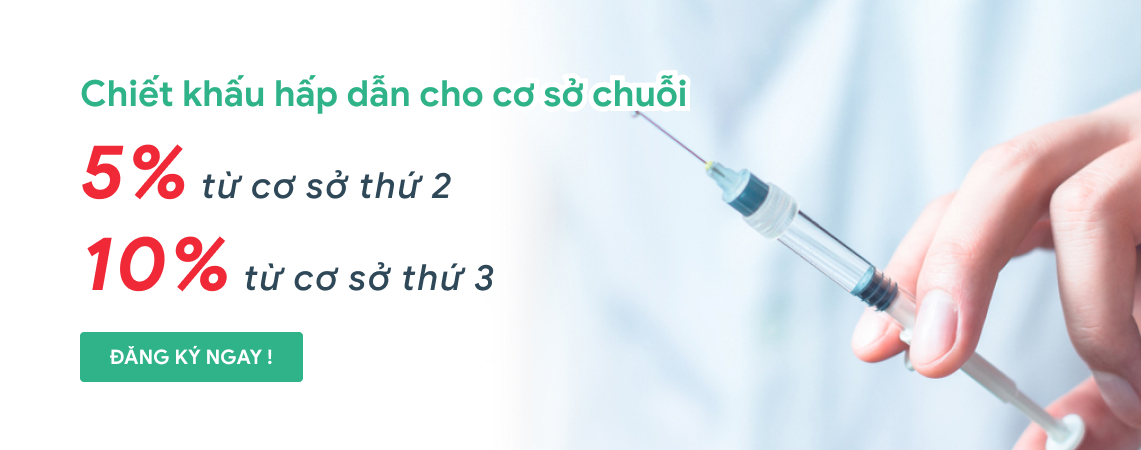 Chiết khấu hấp dẫn cho cơ sở chuỗi
5% từ cơ sở thứ 2
10% từ cơ sở thứ 3
ĐĂNG KÝ NGAY !